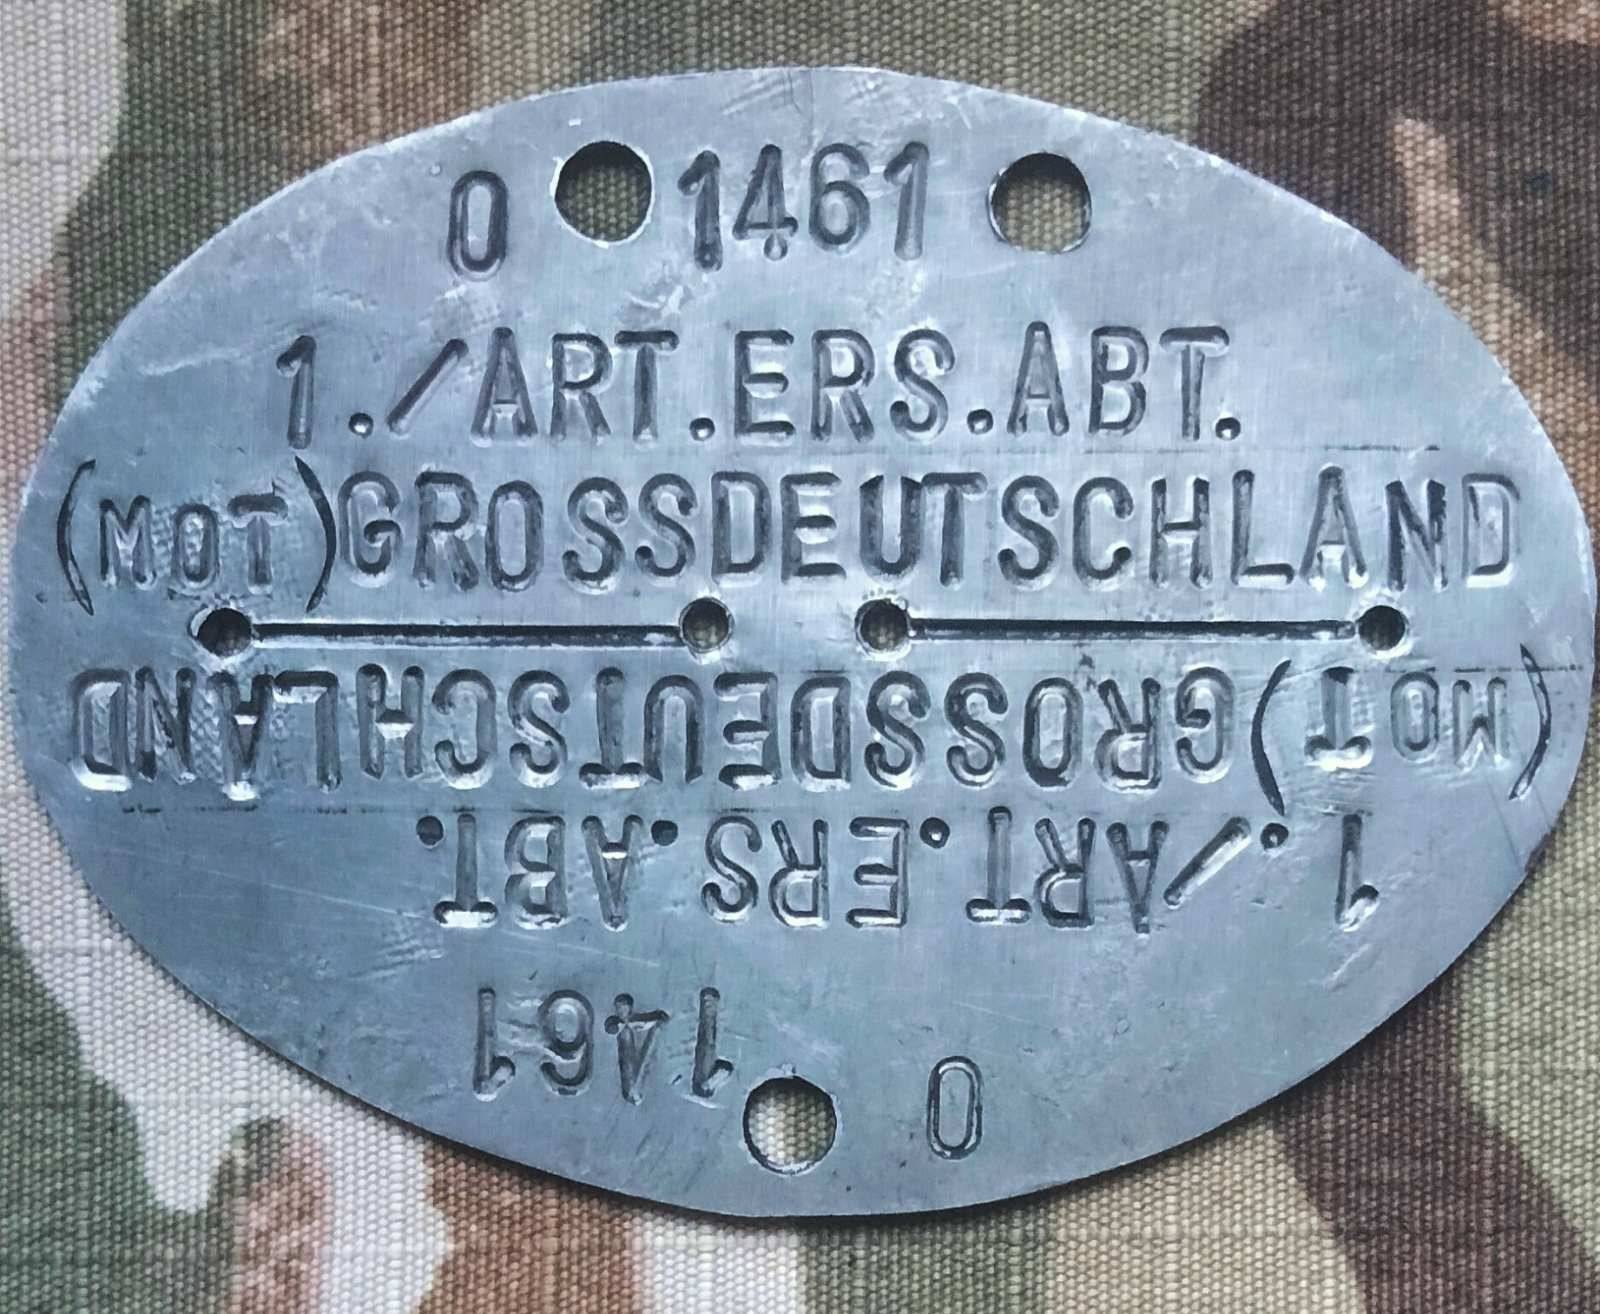 0 1461
1./ART.ERS.ABT.
(MOT)GROSSDEUTSCHLAND
(MOT)GROSSDEUTSCHLAND
1./ART.ERS.ABT.
0 1461